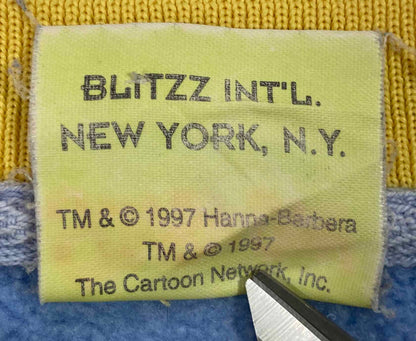 BLITZZ INT'L.
NEW YORK, N.Y.
TM & © 1997 Hanna-Barbera
TM & © 1997
The Cartoon Network, Inc.